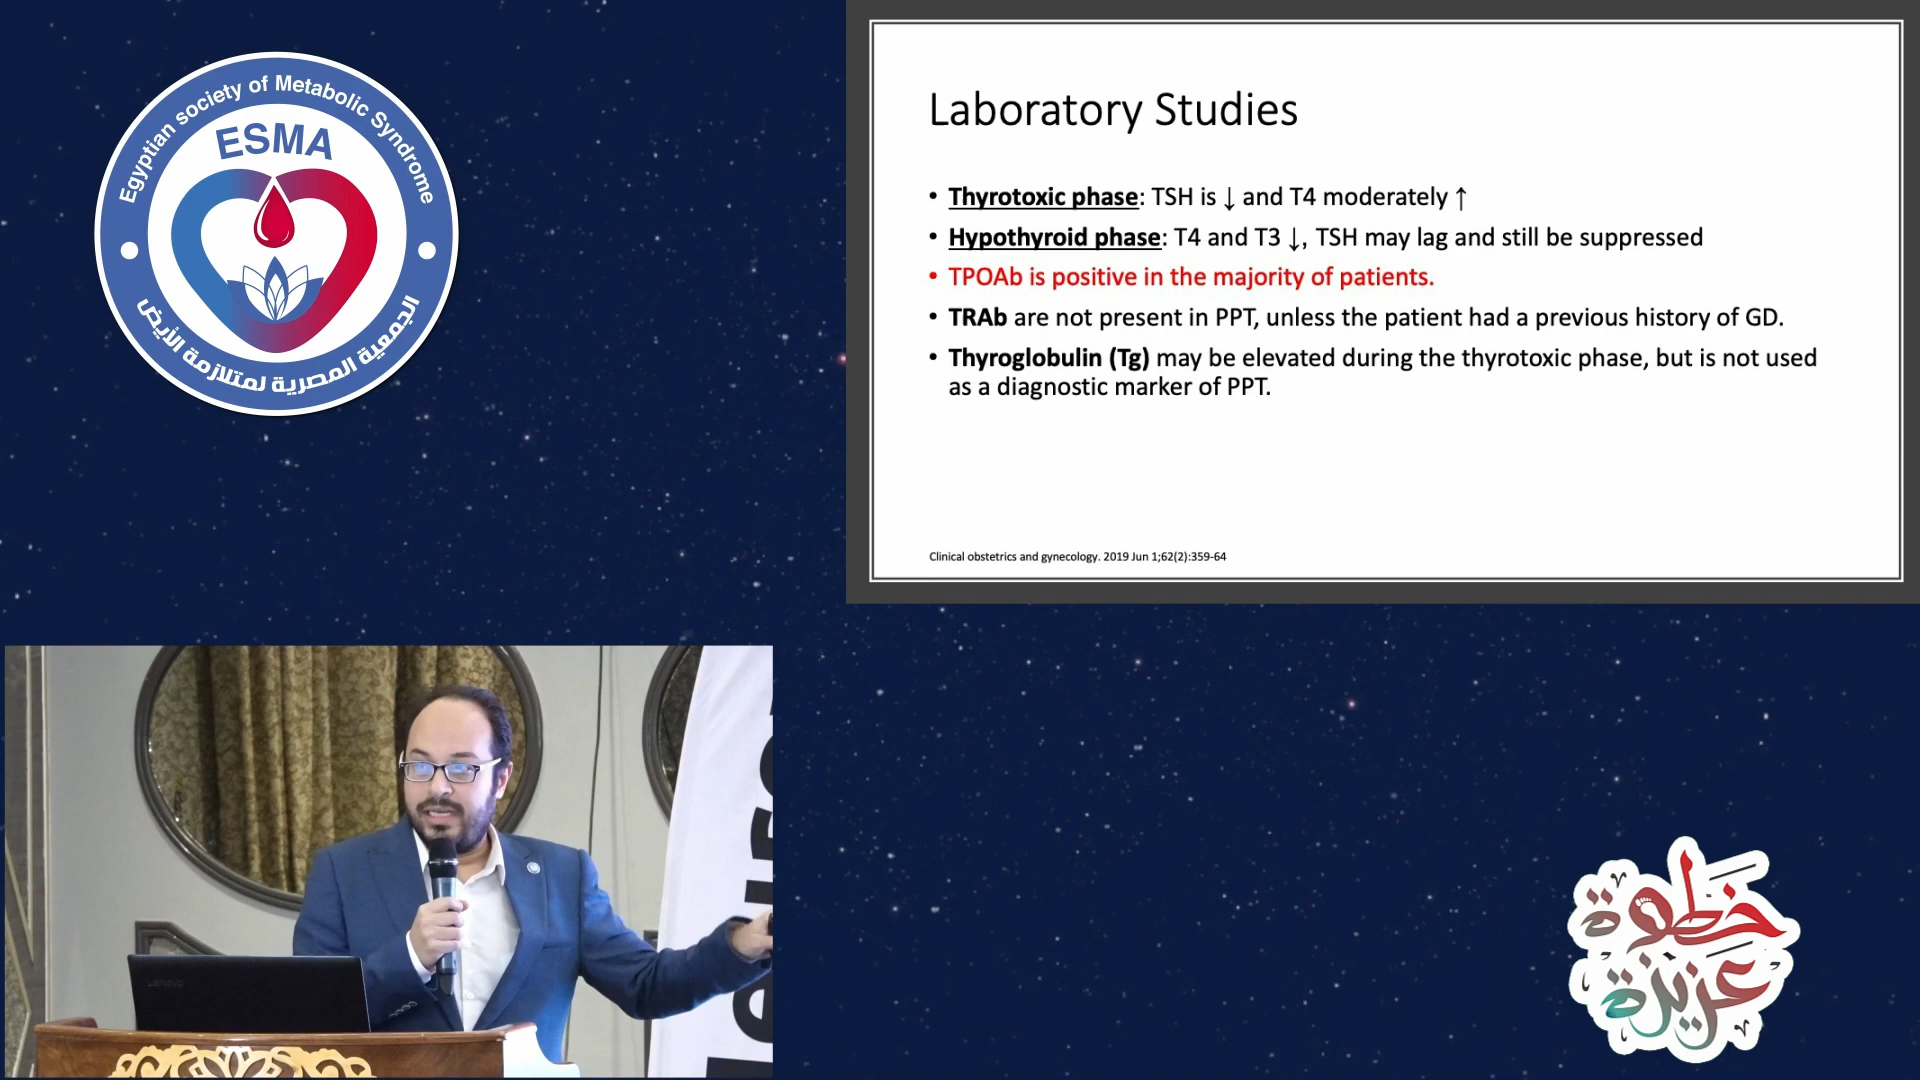 Egyptian society of Metabolic Syndrome
ESMA
الجمعية المصرية لمتلازمة الأيض
Laboratory Studies
• Thyrotoxic phase: TSH is ↓ and T4 moderately ↑
• Hypothyroid phase: T4 and T3 ↓, TSH may lag and still be suppressed
• TPOAb is positive in the majority of patients.
• TRAb are not present in PPT, unless the patient had a previous history of GD.
• Thyroglobulin (Tg) may be elevated during the thyrotoxic phase, but is not used
as a diagnostic marker of PPT.
Clinical obstetrics and gynecology. 2019 Jun 1;62(2):359-64
Lenovo
خطوة
عزيزة